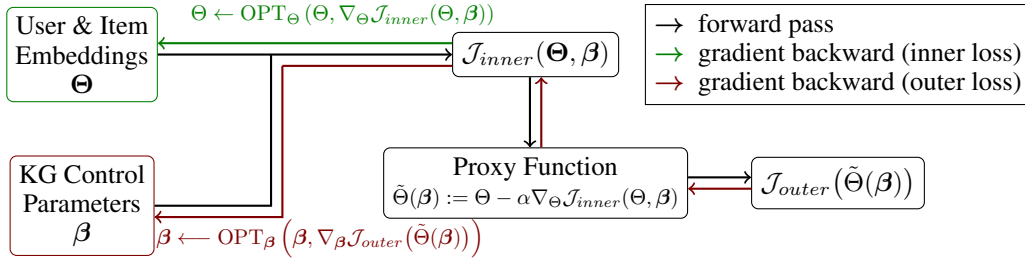 User & Item
Embeddings
Θ
Θ ← OPT_Θ (Θ, ∇_Θ 𝒥_inner(Θ, β))
𝒥_inner(Θ, β)
forward pass
gradient backward (inner loss)
gradient backward (outer loss)
KG Control
Parameters
β
Proxy Function
Θ̃(β) := Θ − α∇_Θ 𝒥_inner(Θ, β)
𝒥_outer(Θ̃(β))
β ⟵ OPT_β (β, ∇_β 𝒥_outer(Θ̃(β)))